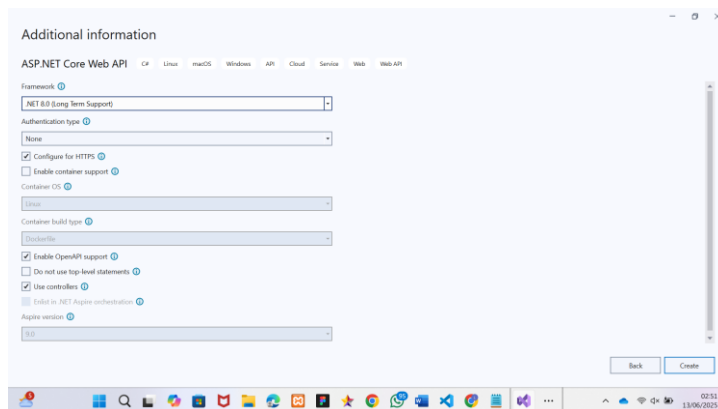 Additional information
ASP.NET Core Web API C# Linux macOS Windows API Cloud Service Web Web API
Framework
.NET 8.0 (Long Term Support)
Authentication type
None
Configure for HTTPS
Enable container support
Container OS
Linux
Container build type
Dockerfile
Enable OpenAPI support
Do not use top-level statements
Use controllers
Enlist in .NET Aspire orchestration
Aspire version
9.0
Back Create
02:51
13/06/2025